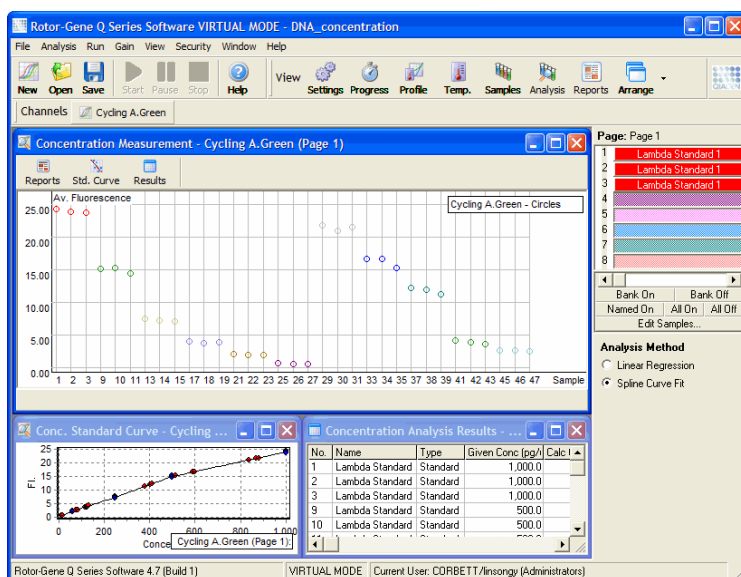 Rotor-Gene Q Series Software VIRTUAL MODE - DNA_concentration
File Analysis Run Gain View Security Window Help
New Open Save Start Pause Stop Help View Settings Progress Profile Temp. Samples Analysis Reports Arrange
Channels Cycling A.Green
Concentration Measurement - Cycling A.Green (Page 1)
Reports Std. Curve Results
Av. Fluorescence
Cycling A.Green - Circles
25.00
20.00
15.00
10.00
5.00
0.00
1 2 3 9 10 11 13 14 15 17 18 19 21 22 23 25 26 27 29 30 31 33 34 35 37 38 39 41 42 43 45 46 47 Sample
Page: Page 1
1 Lambda Standard 1
2 Lambda Standard 1
3 Lambda Standard 1
4
5
6
7
8
Bank On Bank Off
Named On All On All Off
Edit Samples...
Analysis Method
Linear Regression
Spline Curve Fit
Conc. Standard Curve - Cycling ...
25
20
15
10
5
0
Fl.
0 200 400 600 800 1,000
Conce
Cycling A.Green (Page 1):
Concentration Analysis Results - ...
No. Name Type Given Conc (pg/ Calc
1 Lambda Standard Standard 1,000.0
2 Lambda Standard Standard 1,000.0
3 Lambda Standard Standard 1,000.0
9 Lambda Standard Standard 500.0
10 Lambda Standard Standard 500.0
Rotor-Gene Q Series Software 4.7 (Build 1) VIRTUAL MODE Current User: CORBETT/linsongy (Administrators)